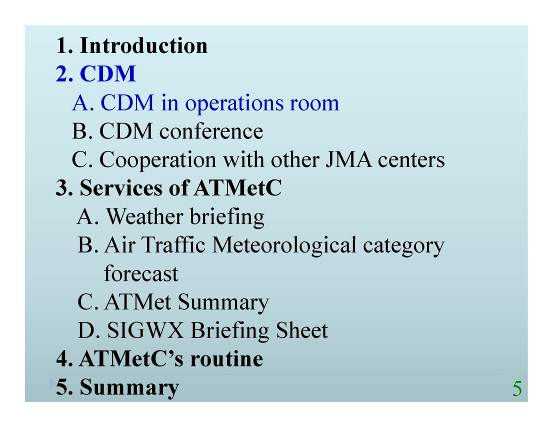 1. Introduction
2. CDM
A. CDM in operations room
B. CDM conference
C. Cooperation with other JMA centers
3. Services of ATMetC
A. Weather briefing
B. Air Traffic Meteorological category
forecast
C. ATMet Summary
D. SIGWX Briefing Sheet
4. ATMetC’s routine
5. Summary
5